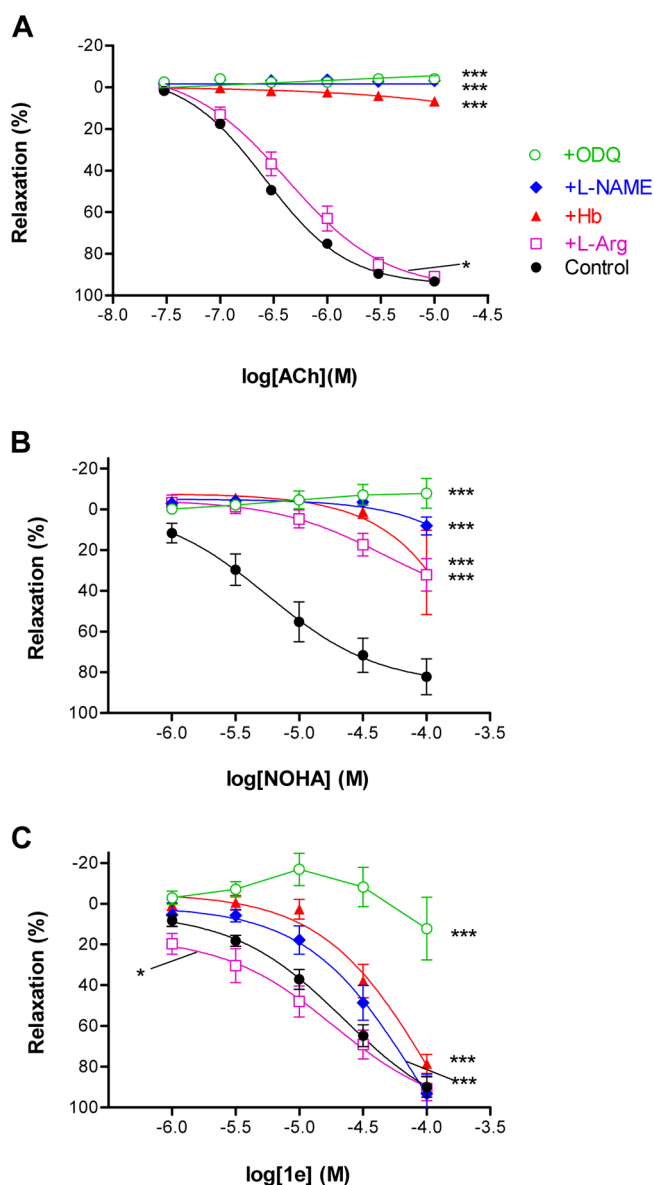 A
-20
0
20
40
60
80
100
Relaxation (%)
***
***
***
*
-8.0 -7.5 -7.0 -6.5 -6.0 -5.5 -5.0 -4.5
log[ACh](M)
+ODQ
+L-NAME
+Hb
+L-Arg
Control
B
-20
0
20
40
60
80
100
Relaxation (%)
***
***
***
***
-6.0 -5.5 -5.0 -4.5 -4.0 -3.5
log[NOHA] (M)
C
-20
0
20
40
60
80
100
Relaxation (%)
*
***
***
***
-6.0 -5.5 -5.0 -4.5 -4.0 -3.5
log[1e] (M)